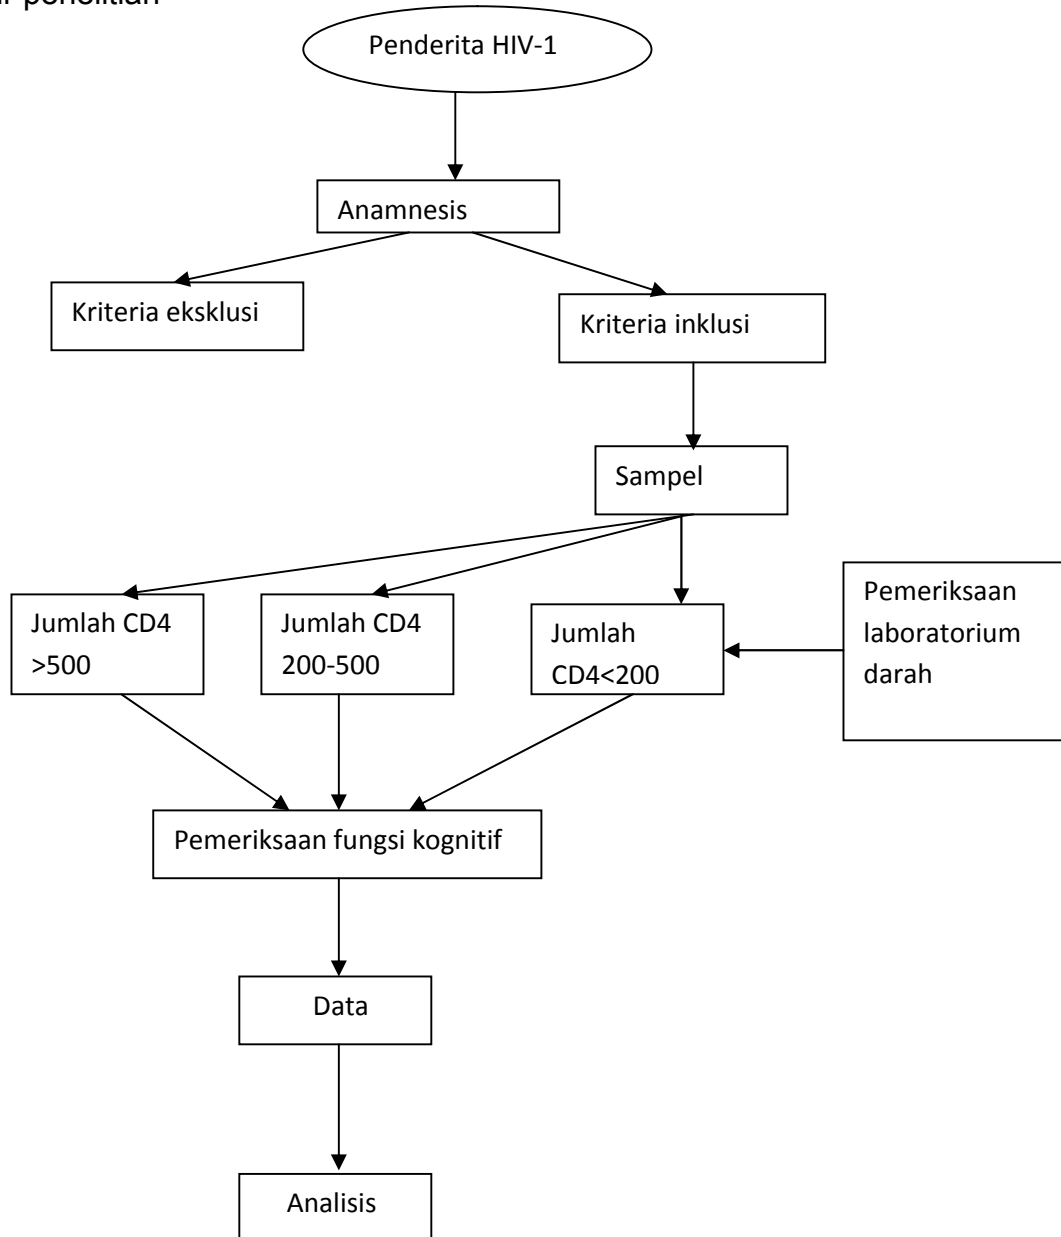 penelitian
Penderita HIV-1
Anamnesis
Kriteria eksklusi
Kriteria inklusi
Sampel
Jumlah CD4
>500
Jumlah CD4
200-500
Jumlah
CD4<200
Pemeriksaan
laboratorium
darah
Pemeriksaan fungsi kognitif
Data
Analisis